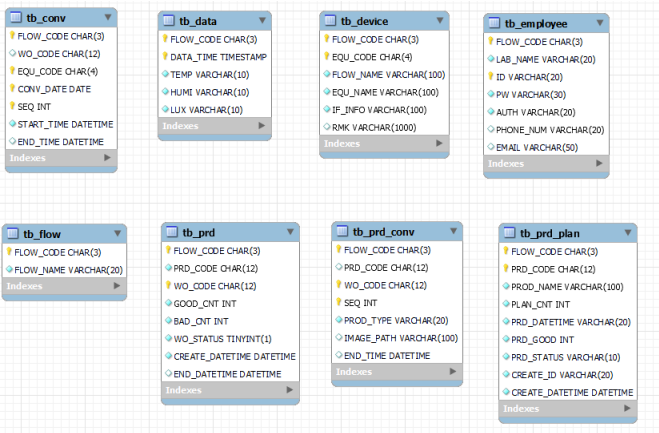 tb_conv
FLOW_CODE CHAR(3)
WO_CODE CHAR(12)
EQU_CODE CHAR(4)
CONV_DATE DATE
SEQ INT
START_TIME DATETIME
END_TIME DATETIME
Indexes
tb_data
FLOW_CODE CHAR(3)
DATA_TIME TIMESTAMP
TEMP VARCHAR(10)
HUMI VARCHAR(10)
LUX VARCHAR(10)
Indexes
tb_device
FLOW_CODE CHAR(3)
EQU_CODE CHAR(4)
FLOW_NAME VARCHAR(100)
EQU_NAME VARCHAR(100)
IF_INFO VARCHAR(100)
RMK VARCHAR(1000)
Indexes
tb_employee
FLOW_CODE CHAR(3)
LAB_NAME VARCHAR(20)
ID VARCHAR(20)
PW VARCHAR(30)
AUTH VARCHAR(20)
PHONE_NUM VARCHAR(20)
EMAIL VARCHAR(50)
Indexes
tb_flow
FLOW_CODE CHAR(3)
FLOW_NAME VARCHAR(20)
Indexes
tb_prd
FLOW_CODE CHAR(3)
PRD_CODE CHAR(12)
WO_CODE CHAR(12)
GOOD_CNT INT
BAD_CNT INT
WO_STATUS TINYINT(1)
CREATE_DATETIME DATETIME
END_DATETIME DATETIME
Indexes
tb_prd_conv
FLOW_CODE CHAR(3)
PRD_CODE CHAR(12)
WO_CODE CHAR(12)
SEQ INT
PROD_TYPE VARCHAR(20)
IMAGE_PATH VARCHAR(100)
END_TIME DATETIME
Indexes
tb_prd_plan
FLOW_CODE CHAR(3)
PRD_CODE CHAR(12)
PROD_NAME VARCHAR(100)
PLAN_CNT INT
PRD_DATETIME VARCHAR(20)
PRD_GOOD INT
PRD_STATUS VARCHAR(10)
CREATE_ID VARCHAR(20)
CREATE_DATETIME DATETIME
Indexes